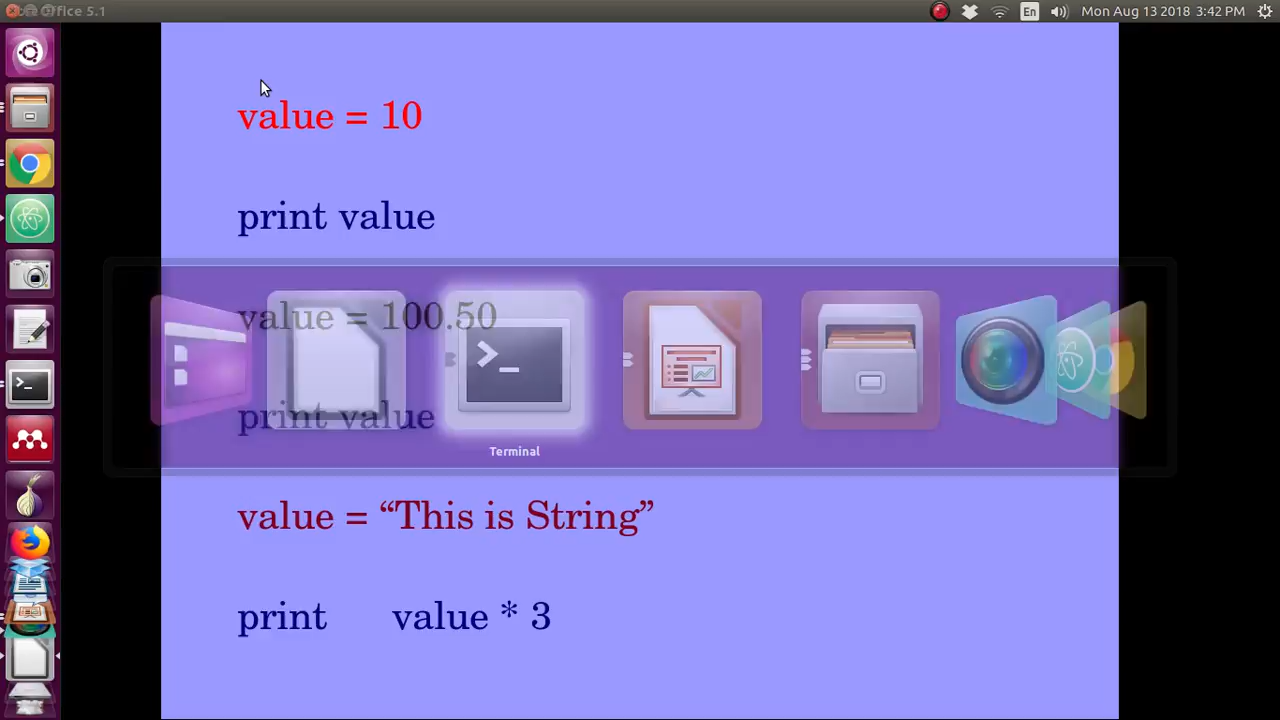 Office 5.1
En
Mon Aug 13 2018 3:42 PM
value = 10
print value
value = 100.50
print value
Terminal
value = “This is String”
print value * 3